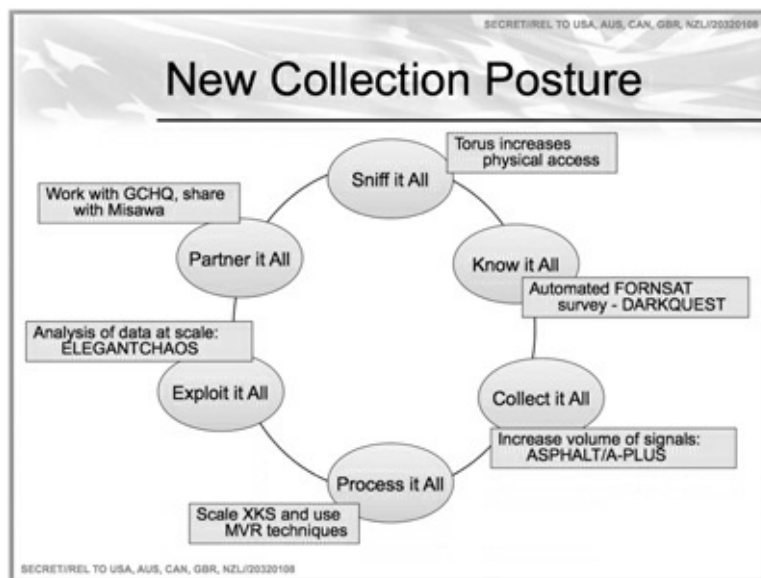 SECRET//REL TO USA, AUS, CAN, GBR, NZL//20320108
New Collection Posture
Sniff it All
Torus increases
physical access
Know it All
Automated FORNSAT
survey - DARKQUEST
Collect it All
Increase volume of signals:
ASPHALT/A-PLUS
Process it All
Scale XKS and use
MVR techniques
Exploit it All
Analysis of data at scale:
ELEGANTCHAOS
Partner it All
Work with GCHQ, share
with Misawa
SECRET//REL TO USA, AUS, CAN, GBR, NZL//20320108